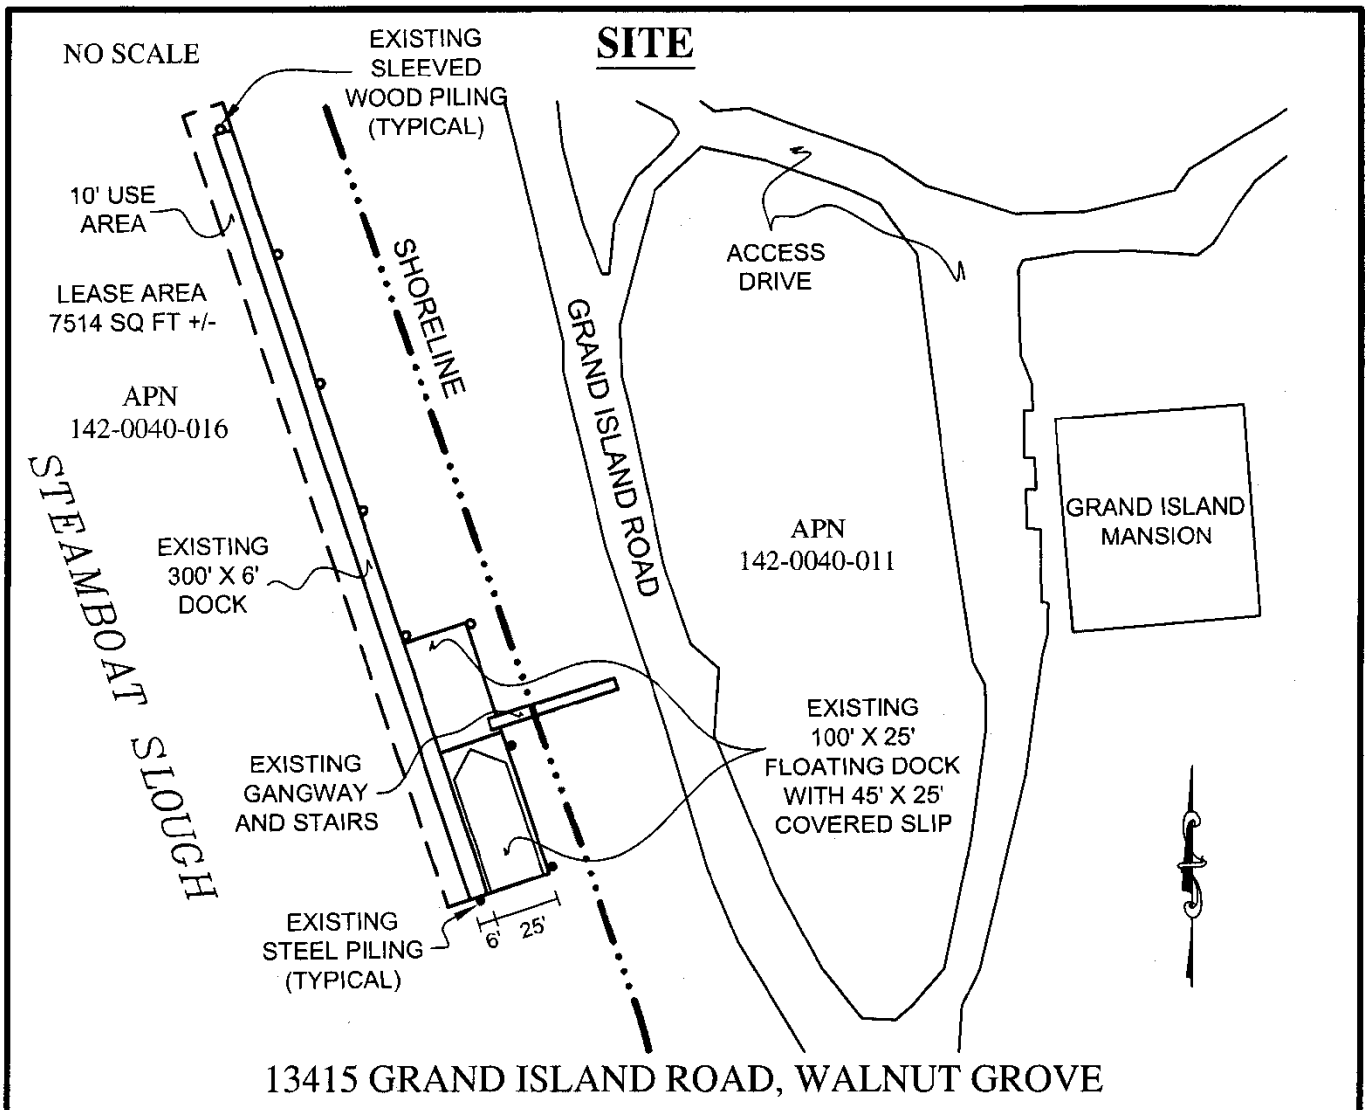 SITE
NO SCALE
EXISTING
SLEEVED
WOOD PILING
(TYPICAL)
10' USE
AREA
LEASE AREA
7514 SQ FT +/-
APN
142-0040-016
SHORELINE
GRAND ISLAND ROAD
ACCESS
DRIVE
GRAND ISLAND
MANSION
APN
142-0040-011
STEAMBOAT SLOUGH
EXISTING
300' X 6'
DOCK
EXISTING
GANGWAY
AND STAIRS
EXISTING
100' X 25'
FLOATING DOCK
WITH 45' X 25'
COVERED SLIP
EXISTING
STEEL PILING
(TYPICAL)
6'
25'
13415 GRAND ISLAND ROAD, WALNUT GROVE